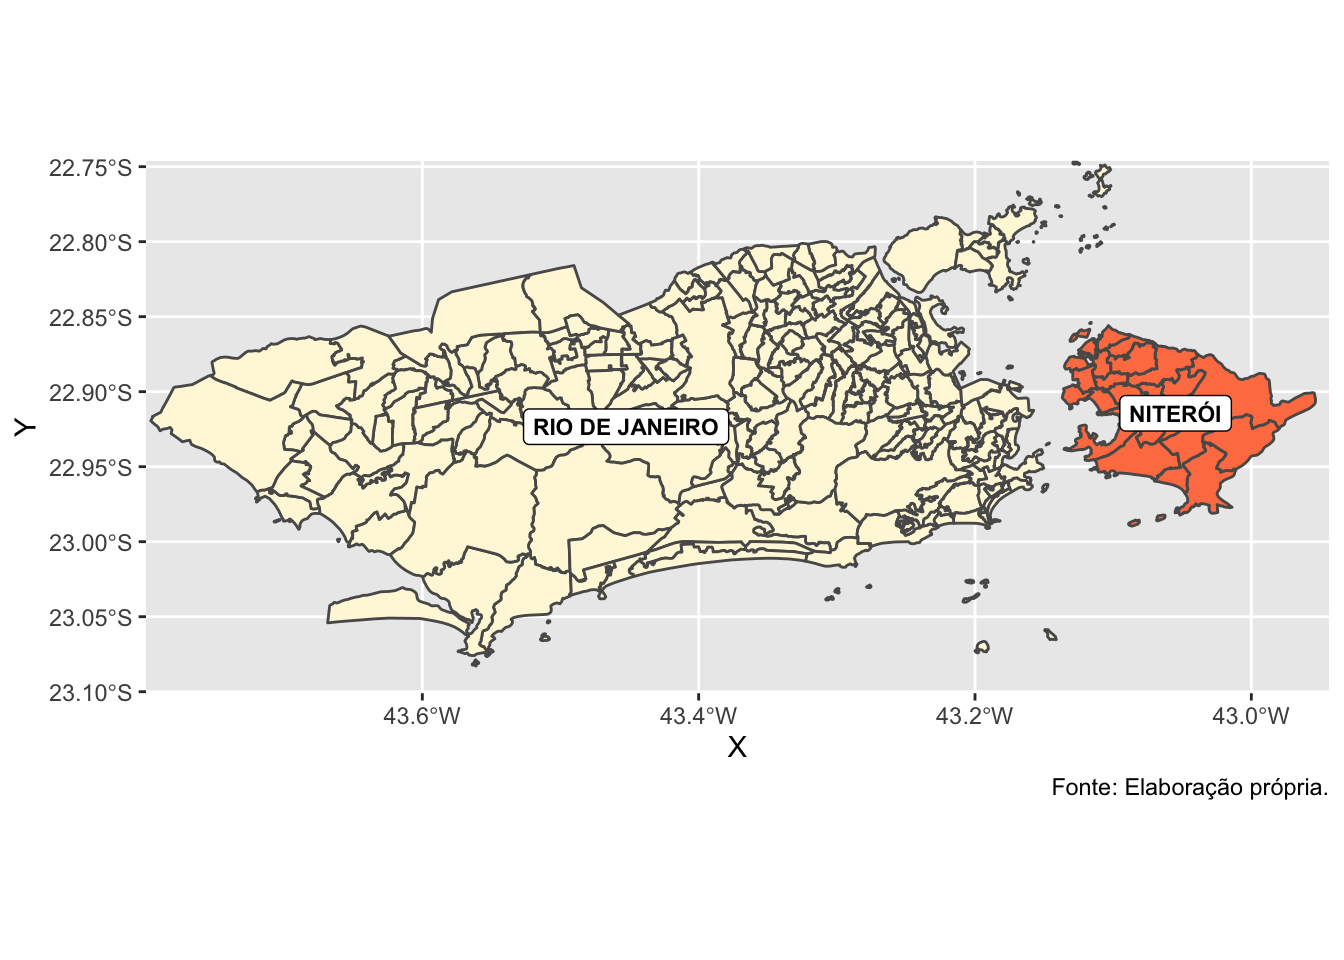 22.75°S
22.80°S
22.85°S
22.90°S
22.95°S
23.00°S
23.05°S
23.10°S
Y
RIO DE JANEIRO
NITERÓI
43.6°W
43.4°W
43.2°W
43.0°W
X
Fonte: Elaboração própria.